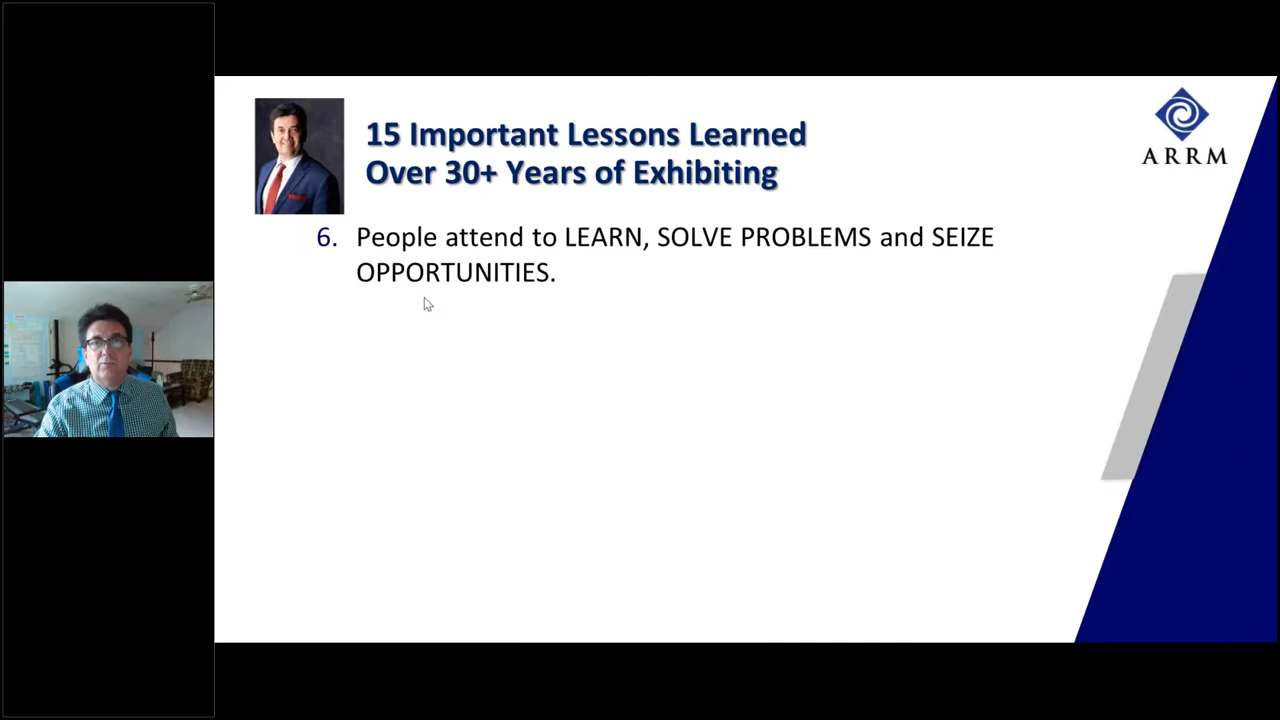 15 Important Lessons Learned
Over 30+ Years of Exhibiting
ARRM
6. People attend to LEARN, SOLVE PROBLEMS and SEIZE
OPPORTUNITIES.